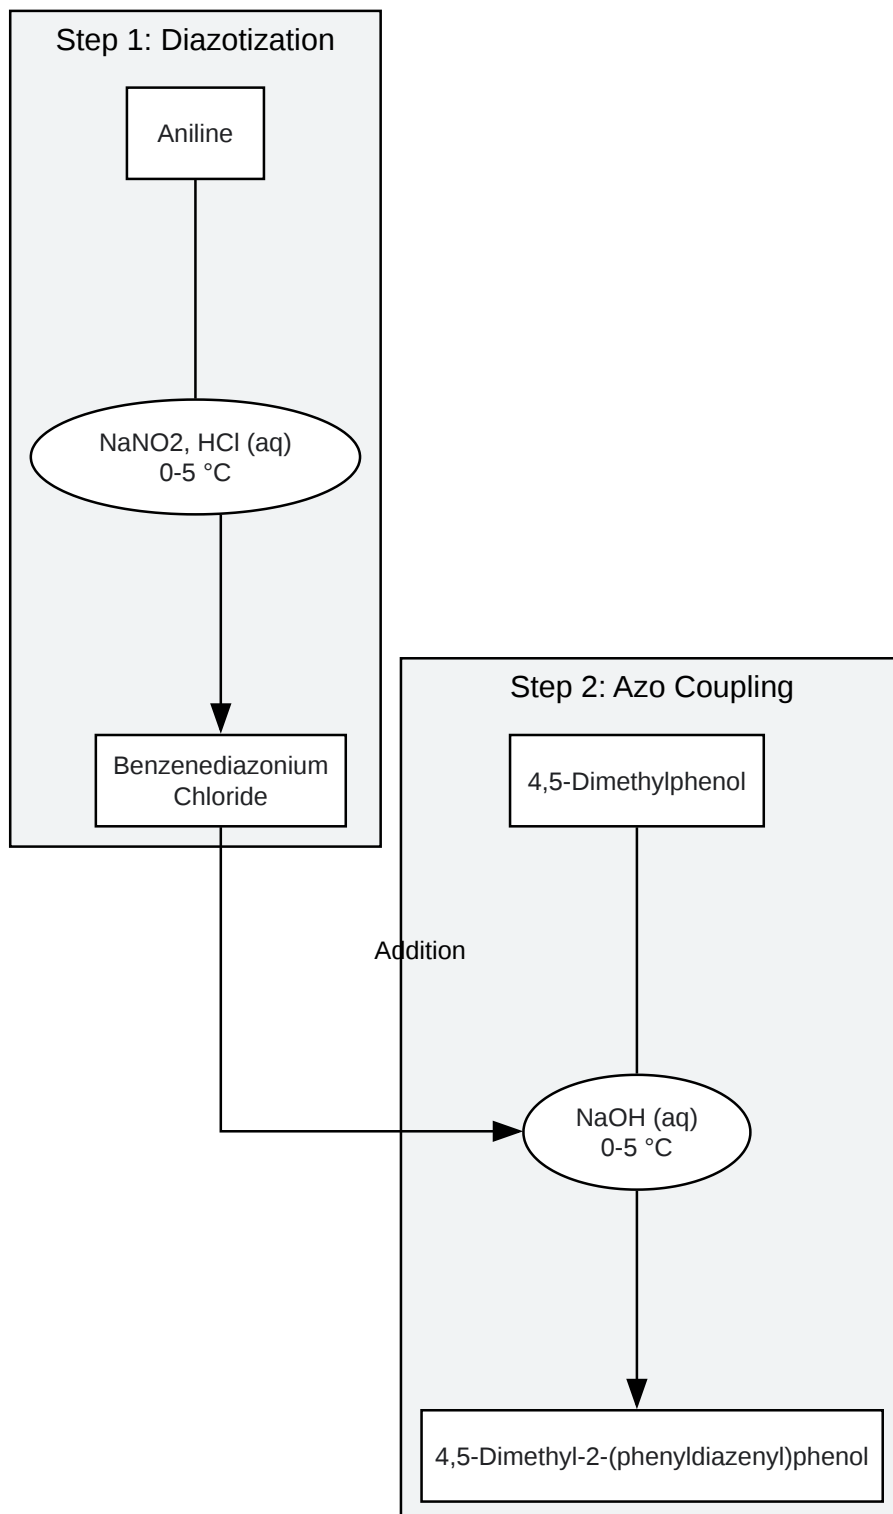 Step 1: Diazotization
Aniline
NaNO2, HCl (aq)
0-5 °C
Benzenediazonium
Chloride
Step 2: Azo Coupling
4,5-Dimethylphenol
Addition
NaOH (aq)
0-5 °C
4,5-Dimethyl-2-(phenyldiazenyl)phenol